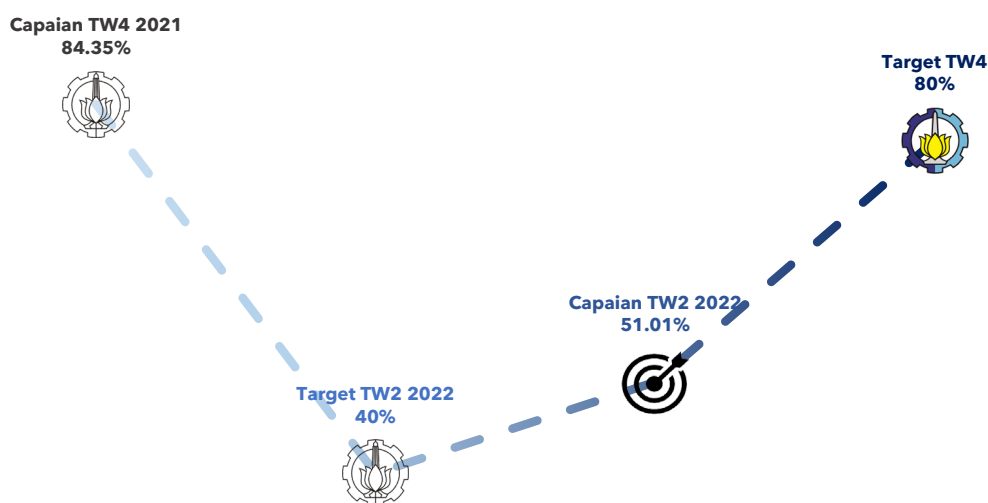 Capaian TW4 2021
84.35%
Target TW2 2022
40%
Capaian TW2 2022
51.01%
Target TW4
80%